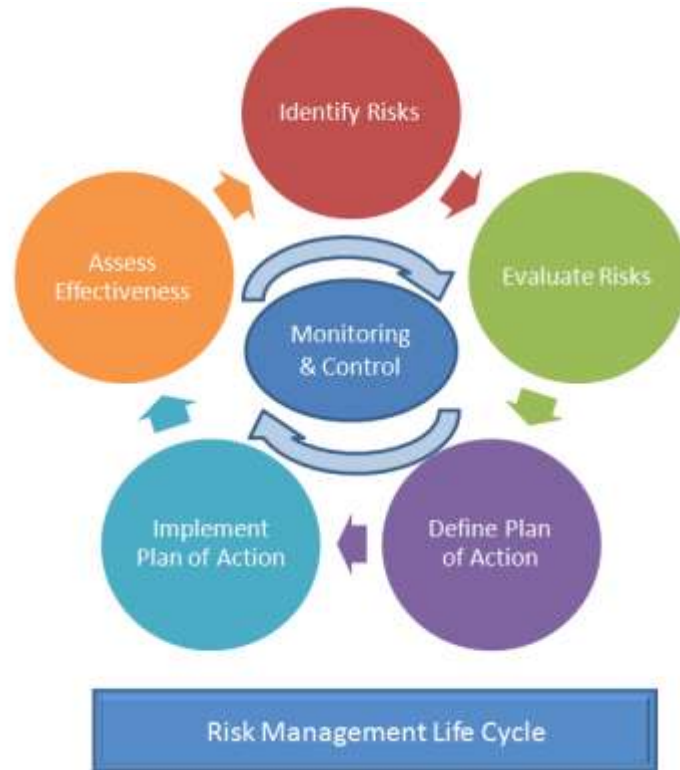 Identify Risks
Assess
Effectiveness
Evaluate Risks
Monitoring
& Control
Implement
Plan of Action
Define Plan
of Action
Risk Management Life Cycle